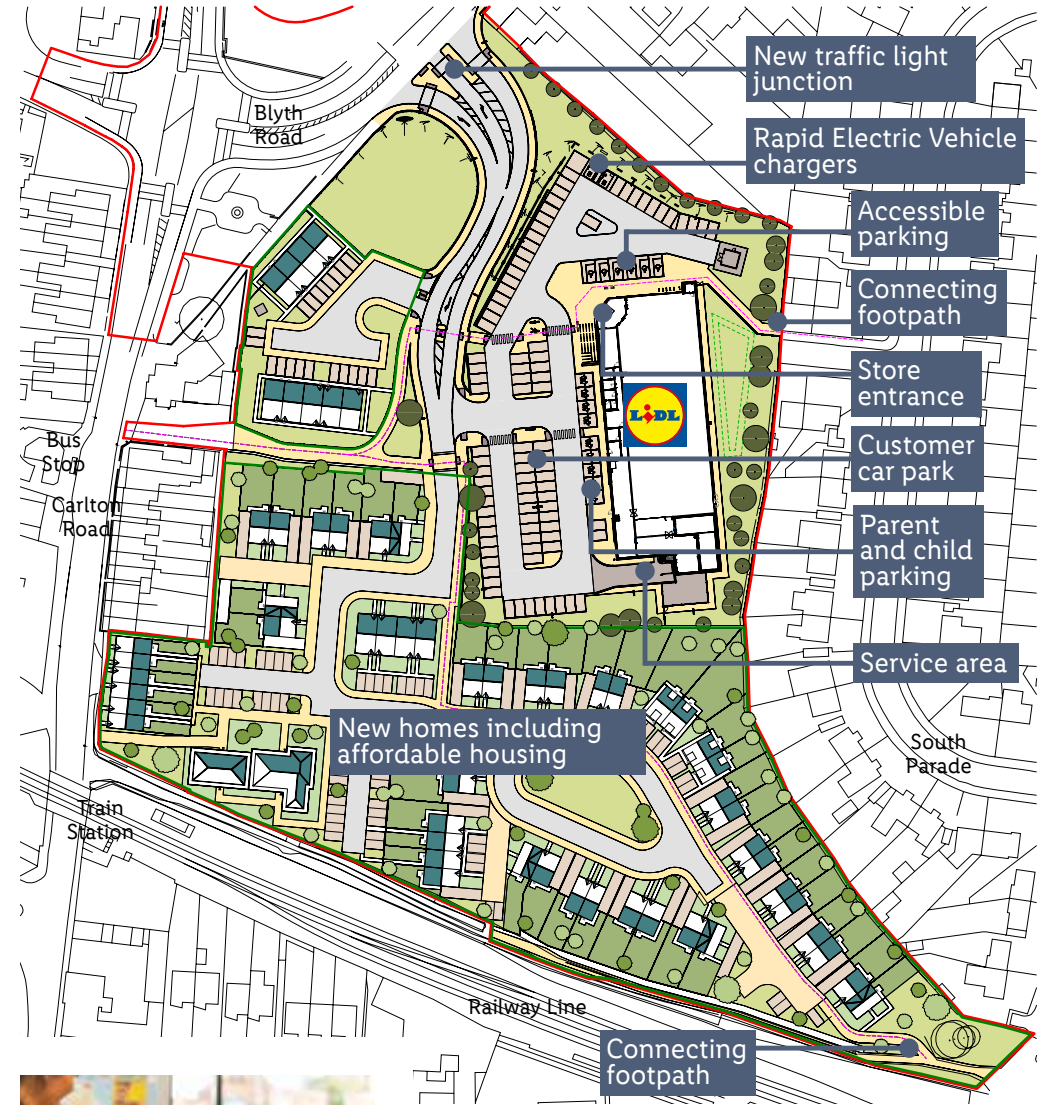 New traffic light
junction
Blyth
Road
Rapid Electric Vehicle
chargers
Accessible
parking
Connecting
footpath
Store
entrance
LIDL
Customer
car park
Bus
Stop
Carlton
Road
Parent
and child
parking
Service area
New homes including
affordable housing
South
Parade
Train
Station
Railway Line
Connecting
footpath